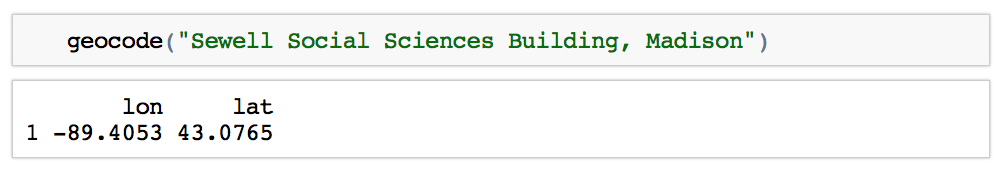 geocode("Sewell Social Sciences Building, Madison")
lon lat
1 -89.4053 43.0765